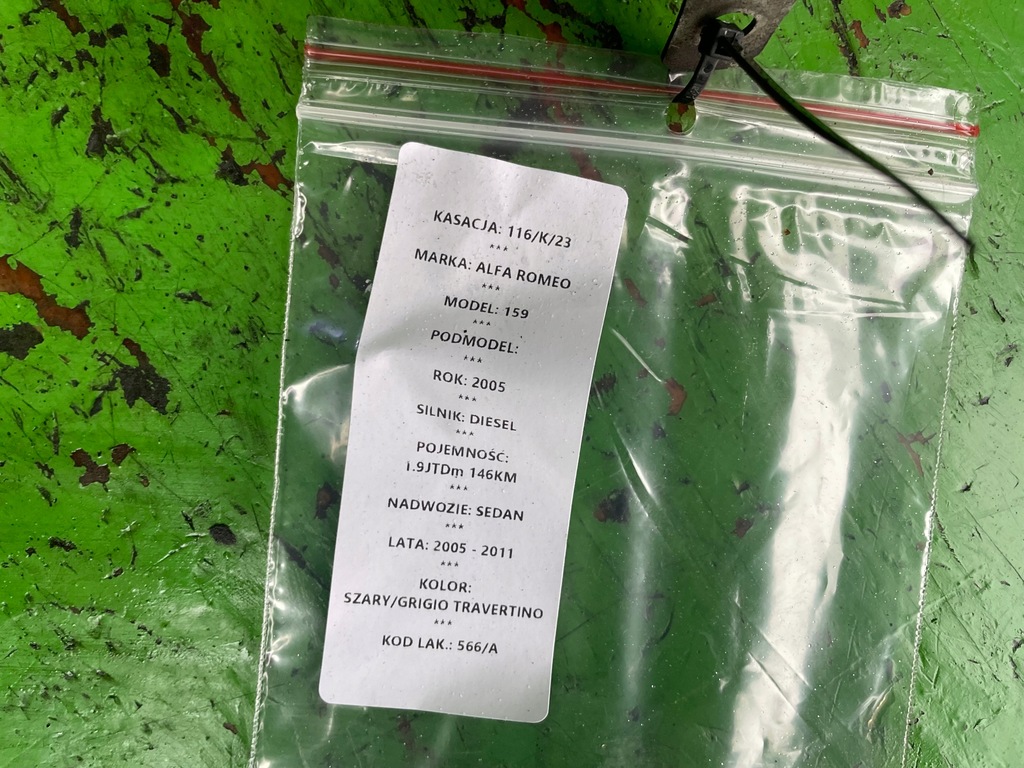 KASACJA: 116/K/23
***
MARKA: ALFA ROMEO
***
MODEL: 159
***
PODMODEL:
***
ROK: 2005
***
SILNIK: DIESEL
***
POJEMNOŚĆ:
1.9JTDm 146KM
***
NADWOZIE: SEDAN
***
LATA: 2005 - 2011
***
KOLOR:
SZARY/GRIGIO TRAVERTINO
***
KOD LAK.: 566/A